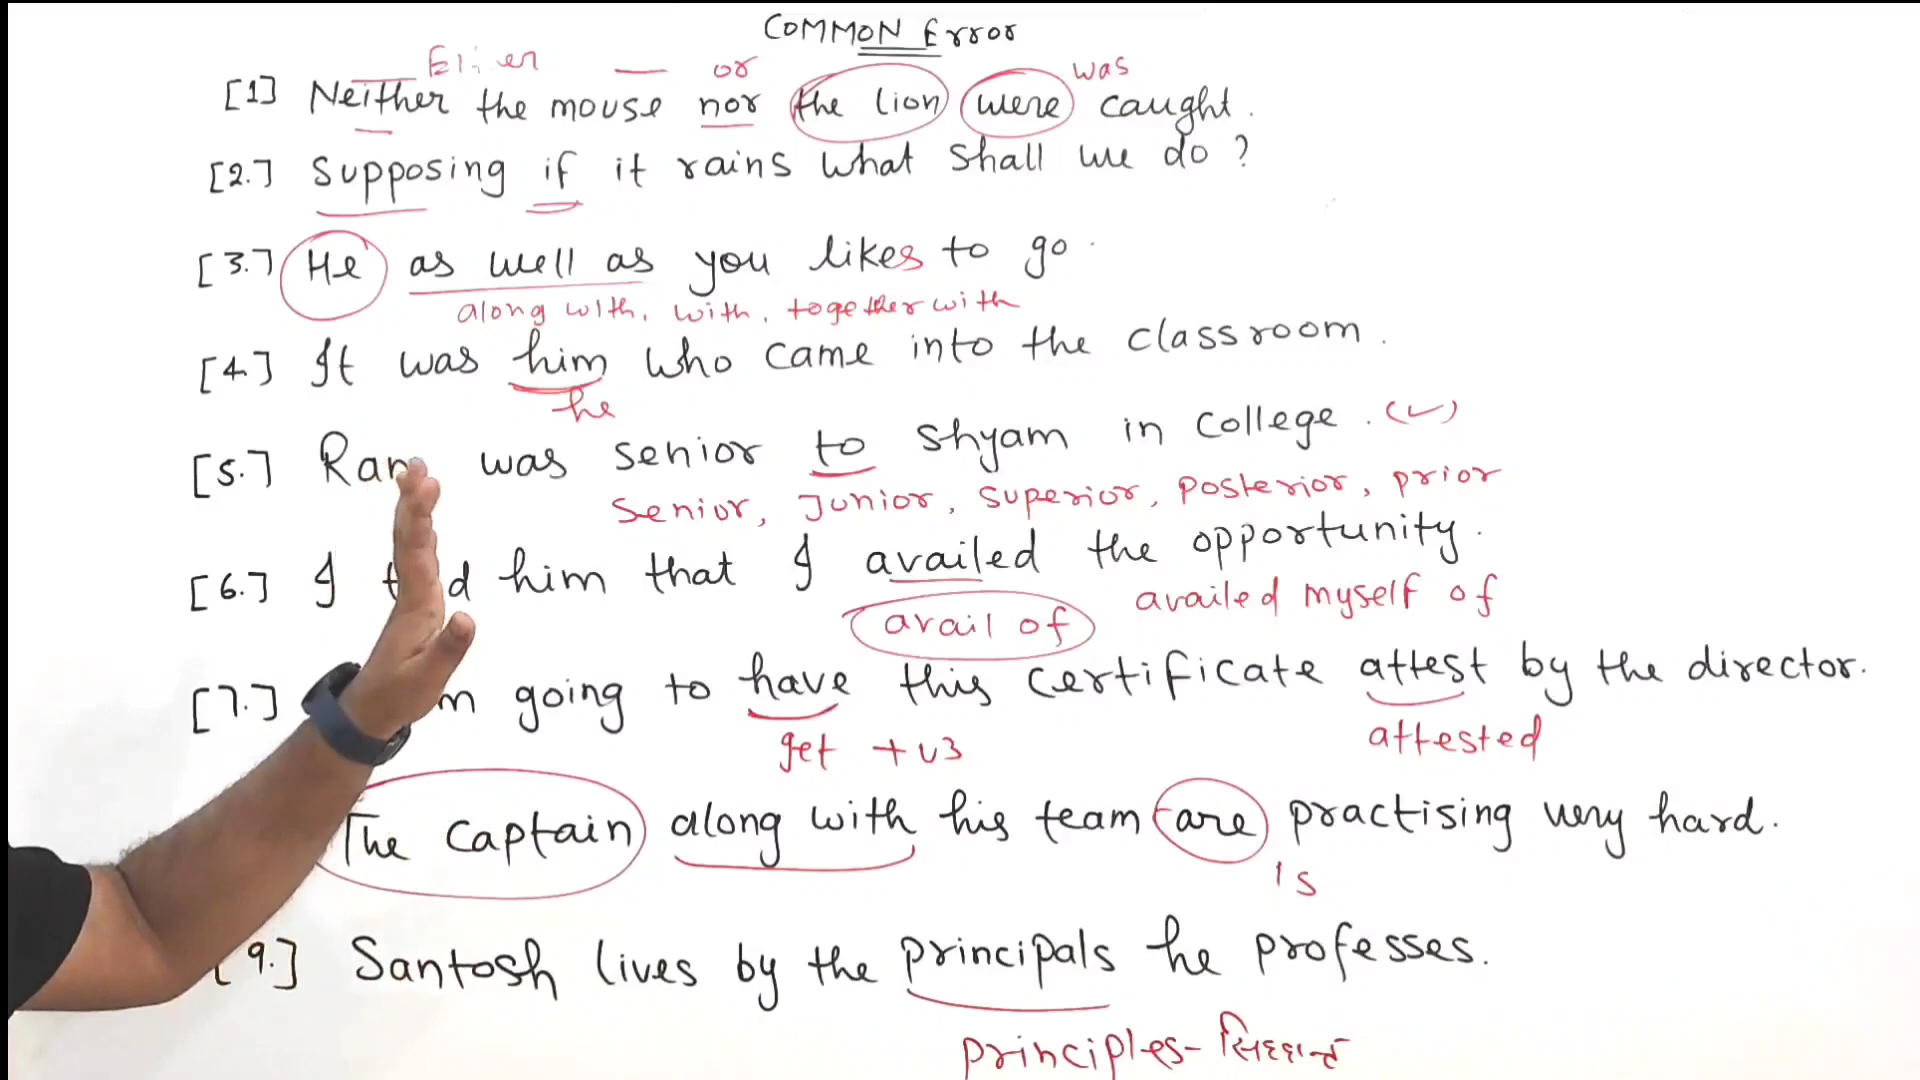 COMMON Error
Either — or was
[1] Neither the mouse nor the lion were caught.
[2.] Supposing if it rains what shall we do ?
[3.] He as well as you likes to go.
along with, with, together with
[4] It was him who came into the classroom.
he
[5.] Ram was senior to Shyam in college. (✓)
Senior, Junior, Superior, Posterior, prior
[6.] I him that I availed the opportunity.
avail of availed myself of
[7.] going to have this certificate attest by the director.
get + v3 attested
The captain along with his team are practising very hard.
is
[9.] Santosh lives by the principals he professes.
principles-